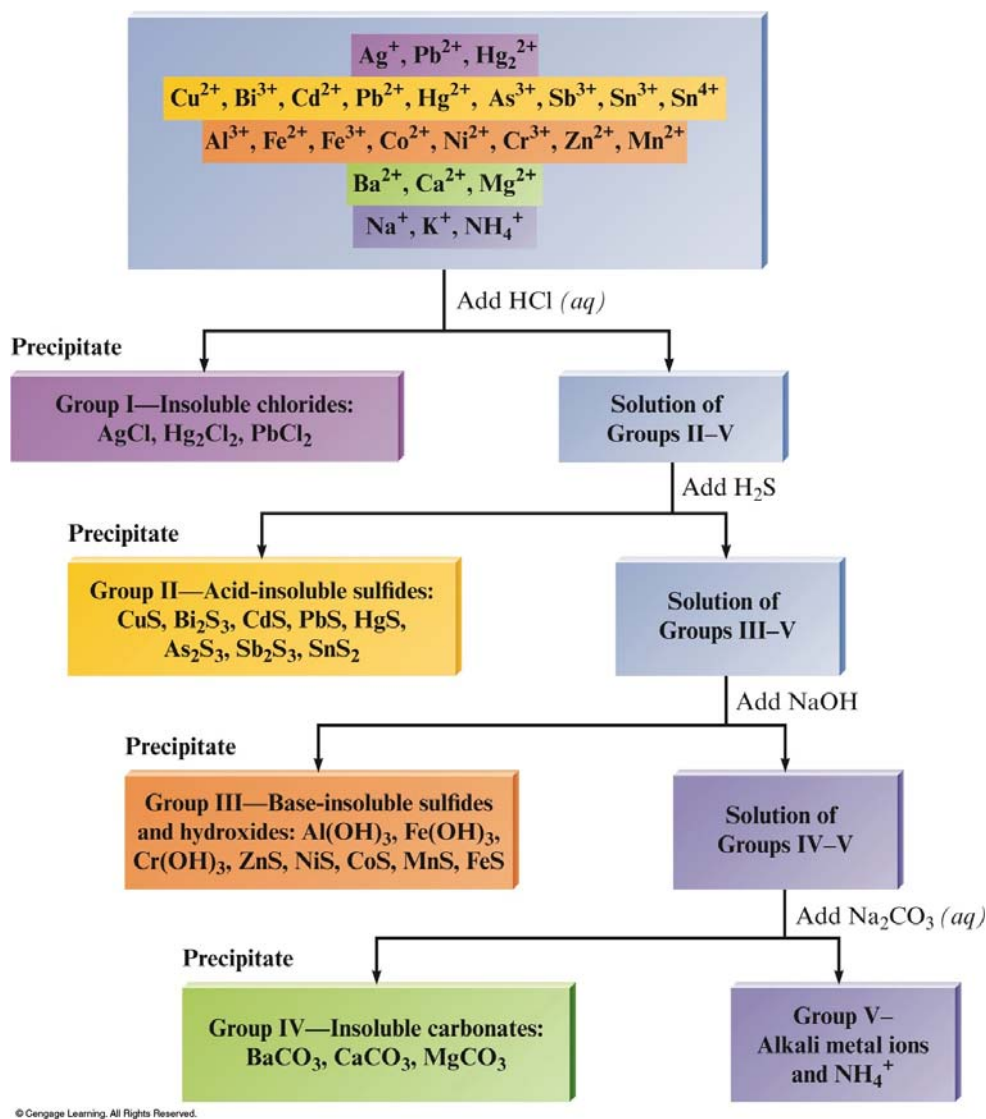 Ag⁺, Pb²⁺, Hg₂²⁺
Cu²⁺, Bi³⁺, Cd²⁺, Pb²⁺, Hg²⁺, As³⁺, Sb³⁺, Sn³⁺, Sn⁴⁺
Al³⁺, Fe²⁺, Fe³⁺, Co²⁺, Ni²⁺, Cr³⁺, Zn²⁺, Mn²⁺
Ba²⁺, Ca²⁺, Mg²⁺
Na⁺, K⁺, NH₄⁺
Add HCl (aq)
Precipitate
Group I—Insoluble chlorides:
AgCl, Hg₂Cl₂, PbCl₂
Solution of
Groups II–V
Add H₂S
Precipitate
Group II—Acid-insoluble sulfides:
CuS, Bi₂S₃, CdS, PbS, HgS,
As₂S₃, Sb₂S₃, SnS₂
Solution of
Groups III–V
Add NaOH
Precipitate
Group III—Base-insoluble sulfides
and hydroxides: Al(OH)₃, Fe(OH)₃,
Cr(OH)₃, ZnS, NiS, CoS, MnS, FeS
Solution of
Groups IV–V
Add Na₂CO₃ (aq)
Precipitate
Group IV—Insoluble carbonates:
BaCO₃, CaCO₃, MgCO₃
Group V–
Alkali metal ions
and NH₄⁺
© Cengage Learning. All Rights Reserved.